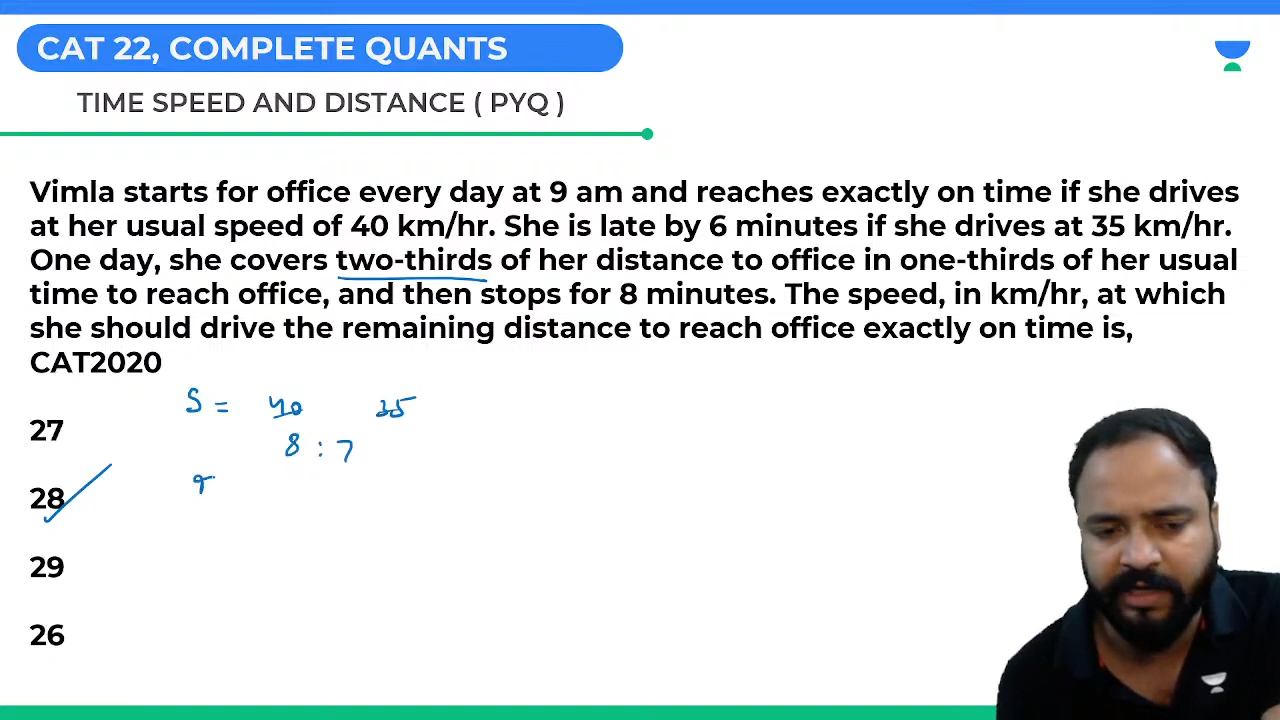 CAT 22, COMPLETE QUANTS
TIME SPEED AND DISTANCE ( PYQ )
Vimla starts for office every day at 9 am and reaches exactly on time if she drives
at her usual speed of 40 km/hr. She is late by 6 minutes if she drives at 35 km/hr.
One day, she covers two-thirds of her distance to office in one-thirds of her usual
time to reach office, and then stops for 8 minutes. The speed, in km/hr, at which
she should drive the remaining distance to reach office exactly on time is,
CAT2020
S = 40 35
27
8 : 7
28
29
26